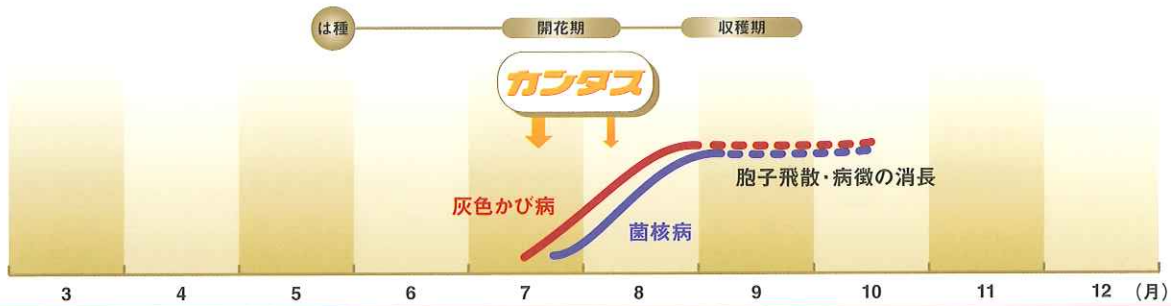 は種
開花期
収穫期
カンタス
灰色かび病
菌核病
胞子飛散・病徴の消長
3 4 5 6 7 8 9 10 11 12 (月)